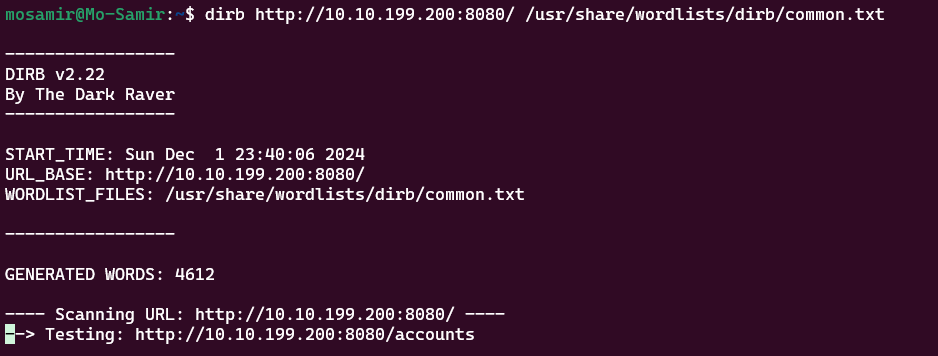 mosamir@Mo-Samir:~$ dirb http://10.10.199.200:8080/ /usr/share/wordlists/dirb/common.txt
-----------------
DIRB v2.22
By The Dark Raver
-----------------
START_TIME: Sun Dec  1 23:40:06 2024
URL_BASE: http://10.10.199.200:8080/
WORDLIST_FILES: /usr/share/wordlists/dirb/common.txt
-----------------
GENERATED WORDS: 4612
---- Scanning URL: http://10.10.199.200:8080/ ----
--> Testing: http://10.10.199.200:8080/accounts